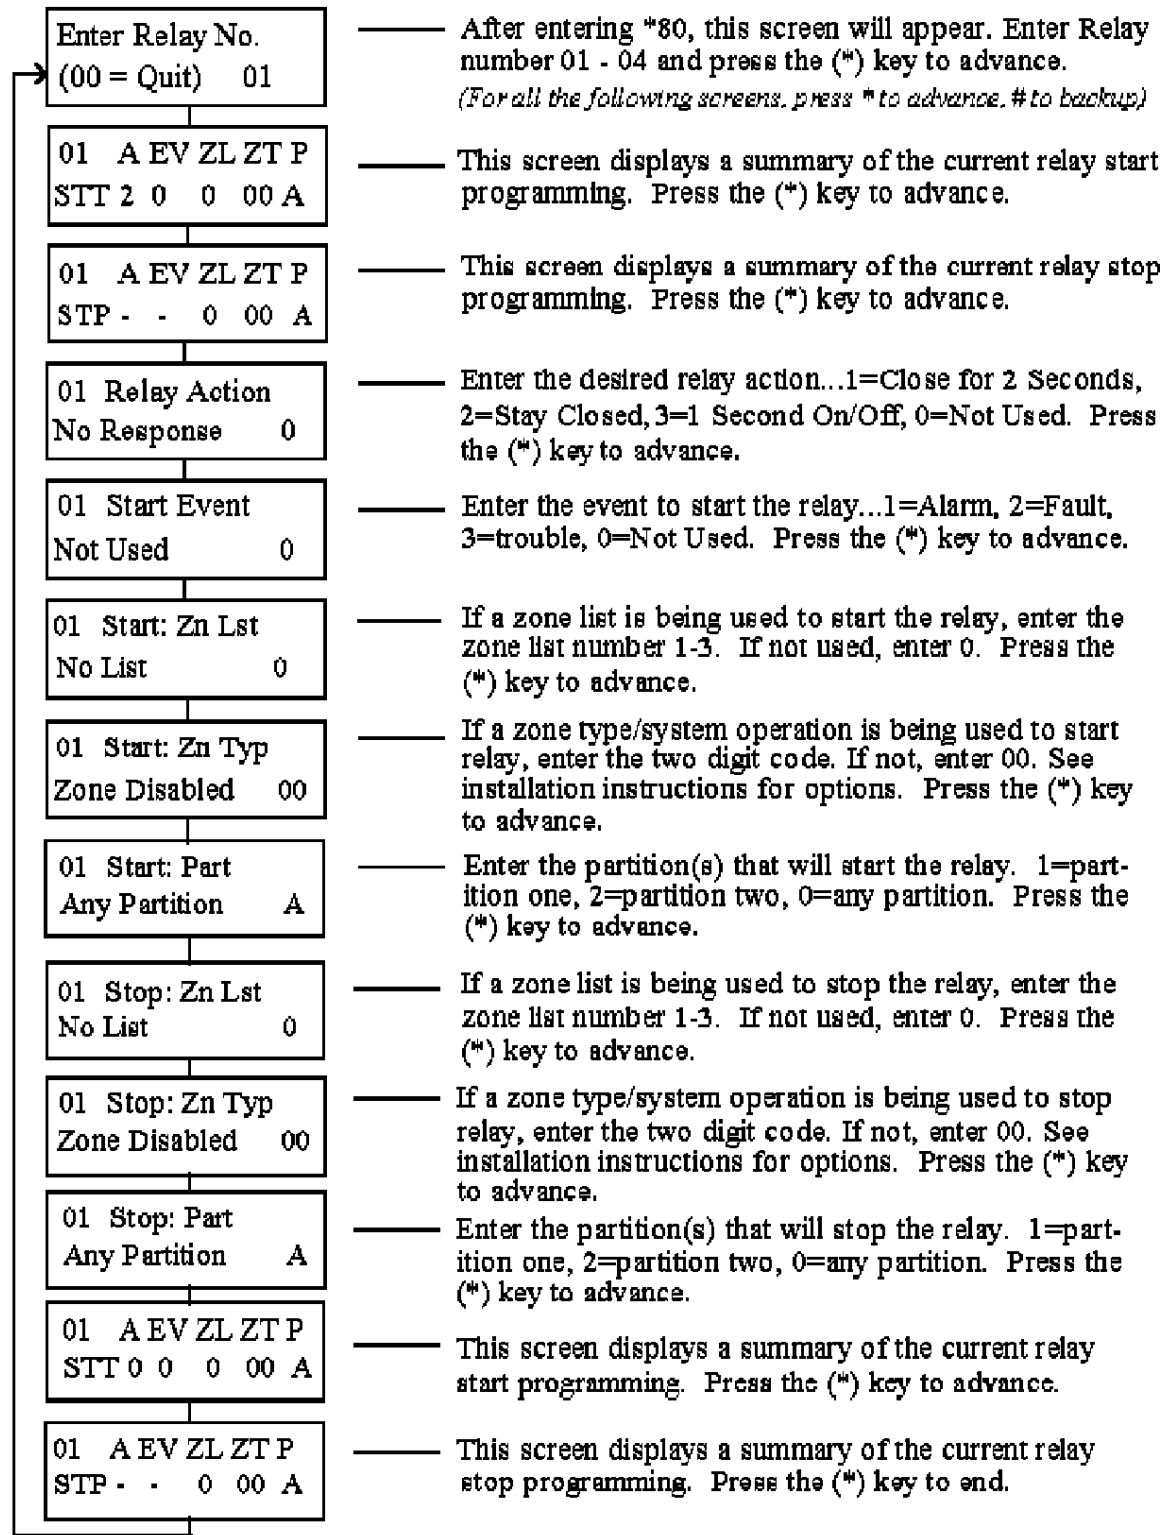 Enter Relay No.
(00 = Quit) 01
After entering *80, this screen will appear. Enter Relay
number 01 - 04 and press the (*) key to advance.
(For all the following screens, press * to advance, # to backup)
01 A EV ZL ZT P
STT 2 0 0 00 A
This screen displays a summary of the current relay start
programming. Press the (*) key to advance.
01 A EV ZL ZT P
STP - - 0 00 A
This screen displays a summary of the current relay stop
programming. Press the (*) key to advance.
01 Relay Action
No Response 0
Enter the desired relay action...1=Close for 2 Seconds,
2=Stay Closed, 3=1 Second On/Off, 0=Not Used. Press
the (*) key to advance.
01 Start Event
Not Used 0
Enter the event to start the relay...1=Alarm, 2=Fault,
3=trouble, 0=Not Used. Press the (*) key to advance.
01 Start: Zn Lst
No List 0
If a zone list is being used to start the relay, enter the
zone list number 1-3. If not used, enter 0. Press the
(*) key to advance.
01 Start: Zn Typ
Zone Disabled 00
If a zone type/system operation is being used to start
relay, enter the two digit code. If not, enter 00. See
installation instructions for options. Press the (*) key
to advance.
01 Start: Part
Any Partition A
Enter the partition(s) that will start the relay. 1=part-
ition one, 2=partition two, 0=any partition. Press the
(*) key to advance.
01 Stop: Zn Lst
No List 0
If a zone list is being used to stop the relay, enter the
zone list number 1-3. If not used, enter 0. Press the
(*) key to advance.
01 Stop: Zn Typ
Zone Disabled 00
If a zone type/system operation is being used to stop
relay, enter the two digit code. If not, enter 00. See
installation instructions for options. Press the (*) key
to advance.
01 Stop: Part
Any Partition A
Enter the partition(s) that will stop the relay. 1=part-
ition one, 2=partition two, 0=any partition. Press the
(*) key to advance.
01 A EV ZL ZT P
STT 0 0 0 00 A
This screen displays a summary of the current relay
start programming. Press the (*) key to advance.
01 A EV ZL ZT P
STP - - 0 00 A
This screen displays a summary of the current relay
stop programming. Press the (*) key to end.